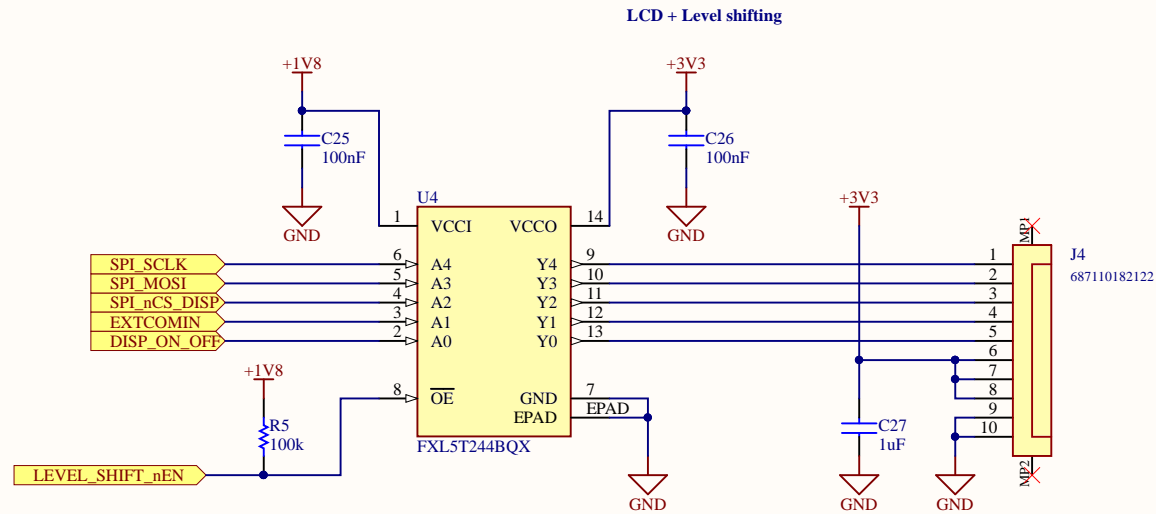 LCD + Level shifting
+1V8
+3V3
C25
100nF
C26
100nF
GND
GND
+3V3
U4
1
VCCI
VCCO
14
SPI_SCLK
SPI_MOSI
SPI_nCS_DISP
EXTCOMIN
DISP_ON_OFF
6
5
4
3
2
A4
A3
A2
A1
A0
Y4
Y3
Y2
Y1
Y0
9
10
11
12
13
8
OE
GND
EPAD
7
EPAD
FXL5T244BQX
+1V8
R5
100k
LEVEL_SHIFT_nEN
GND
C27
1uF
GND
GND
MP1
J4
687110182122
1
2
3
4
5
6
7
8
9
10
MP2